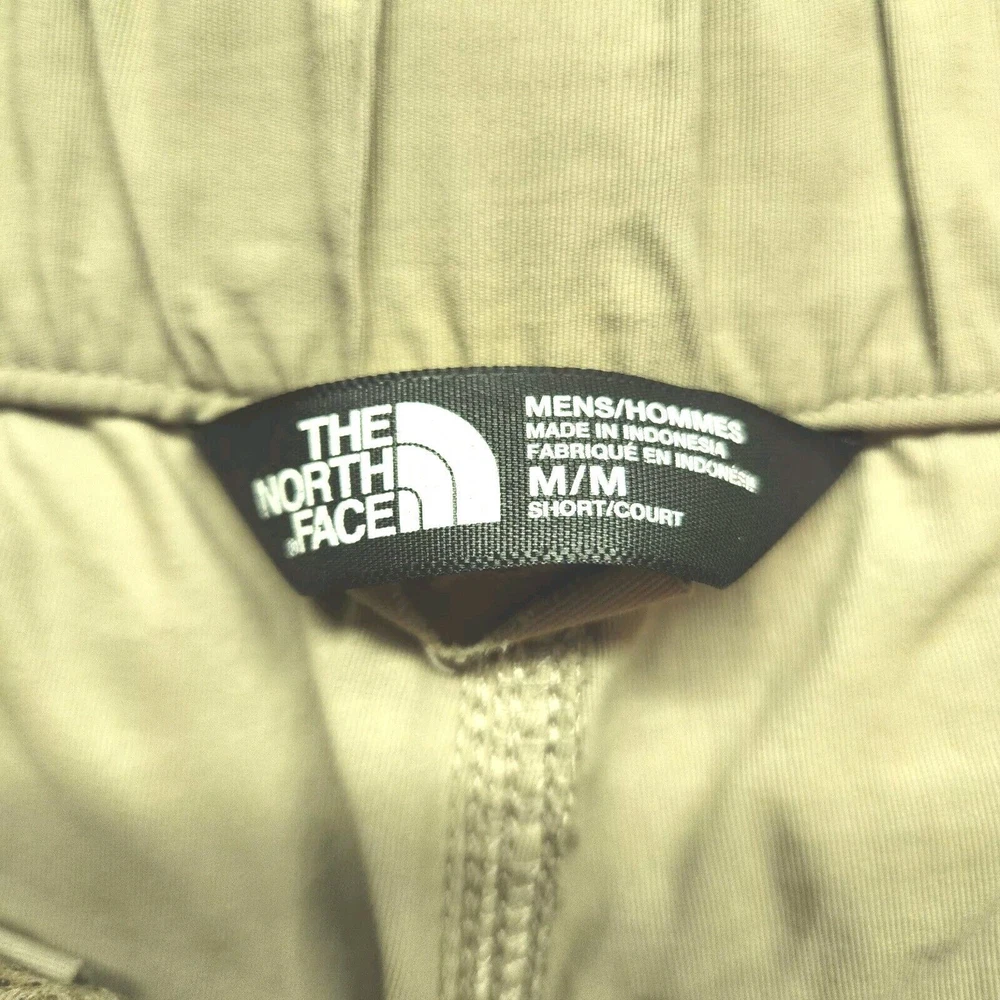 THE
NORTH
FACE
MENS/HOMMES
MADE IN INDONESIA
FABRIQUÉ EN INDONÉSIE
M/M
SHORT/COURT